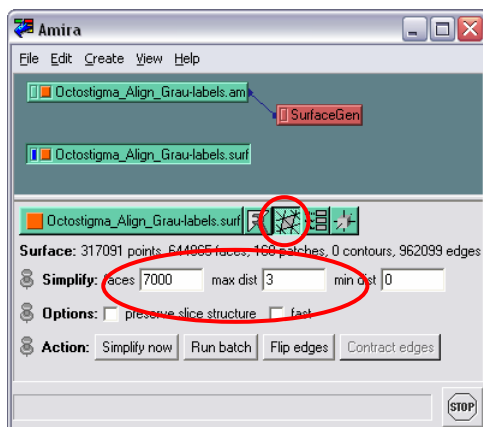 Amira
File Edit Create View Help
Octostigma_Align_Grau-labels.am
SurfaceGen
Octostigma_Align_Grau-labels.surf
Octostigma_Align_Grau-labels.surf
Surface: 317091 points, 644865 faces, 168 patches, 0 contours, 962099 edges
Simplify: faces 7000 max dist 3 min dist 0
Options: preserve slice structure fast
Action: Simplify now Run batch Flip edges Contract edges
STOP